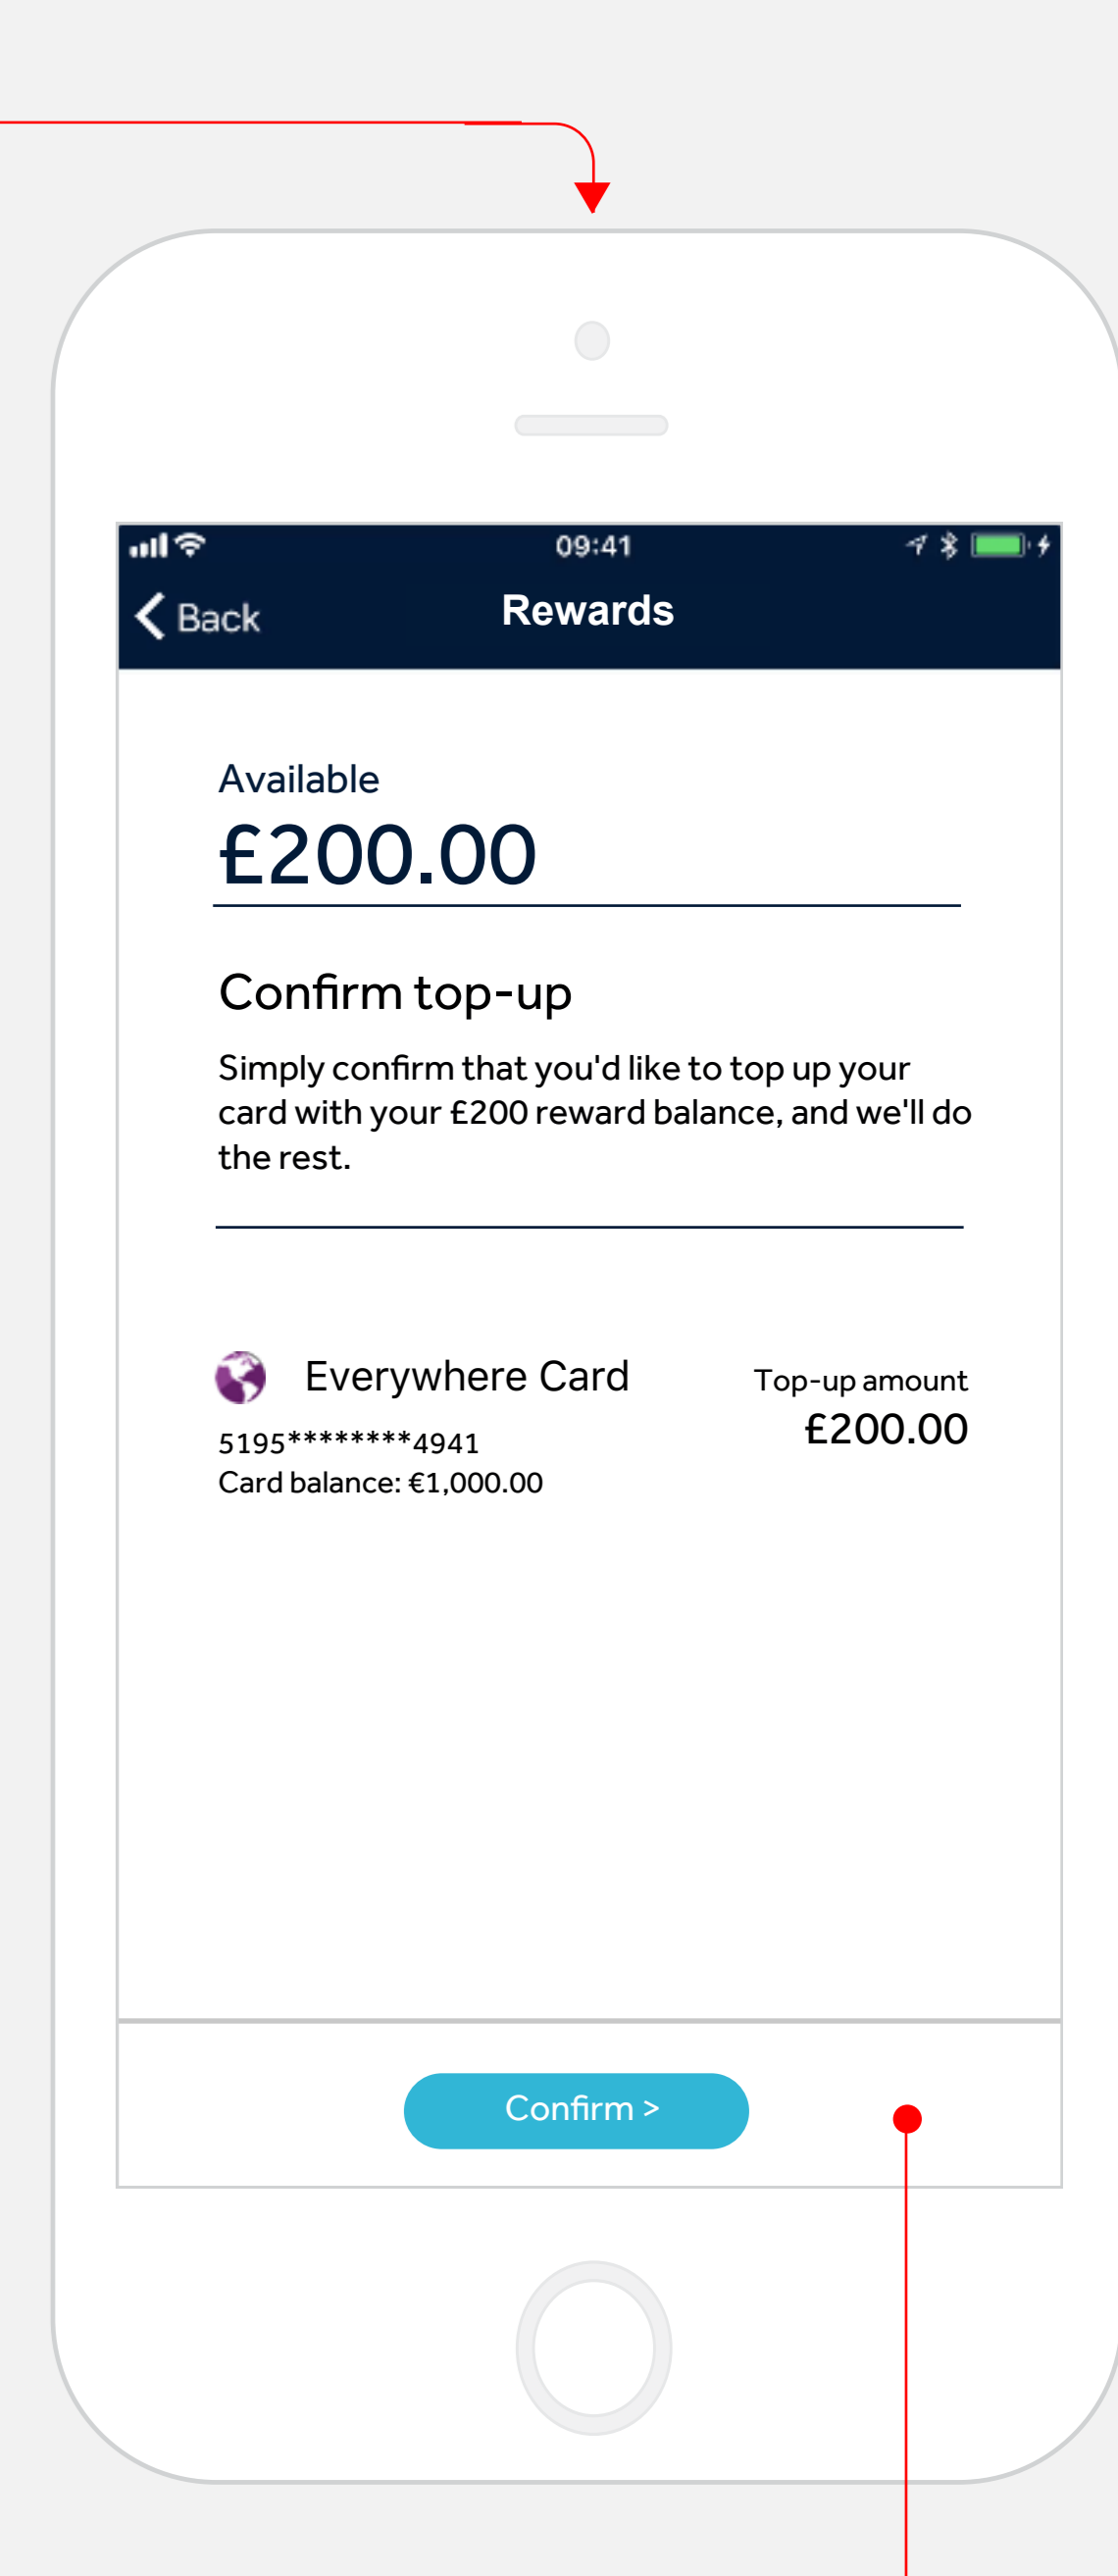 09:41
Back
Rewards
Available
£200.00
Confirm top-up
Simply confirm that you'd like to top up your
card with your £200 reward balance, and we'll do
the rest.
Everywhere Card
5195********4941
Card balance: €1,000.00
Top-up amount
£200.00
Confirm >